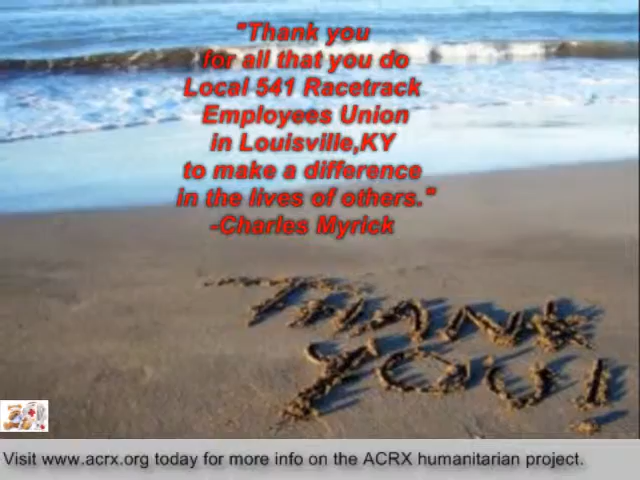 "Thank you
for all that you do
Local 541 Racetrack
Employees Union
in Louisville,KY
to make a difference
in the lives of others."
-Charles Myrick
THANK
YOU!
Visit www.acrx.org today for more info on the ACRX humanitarian project.